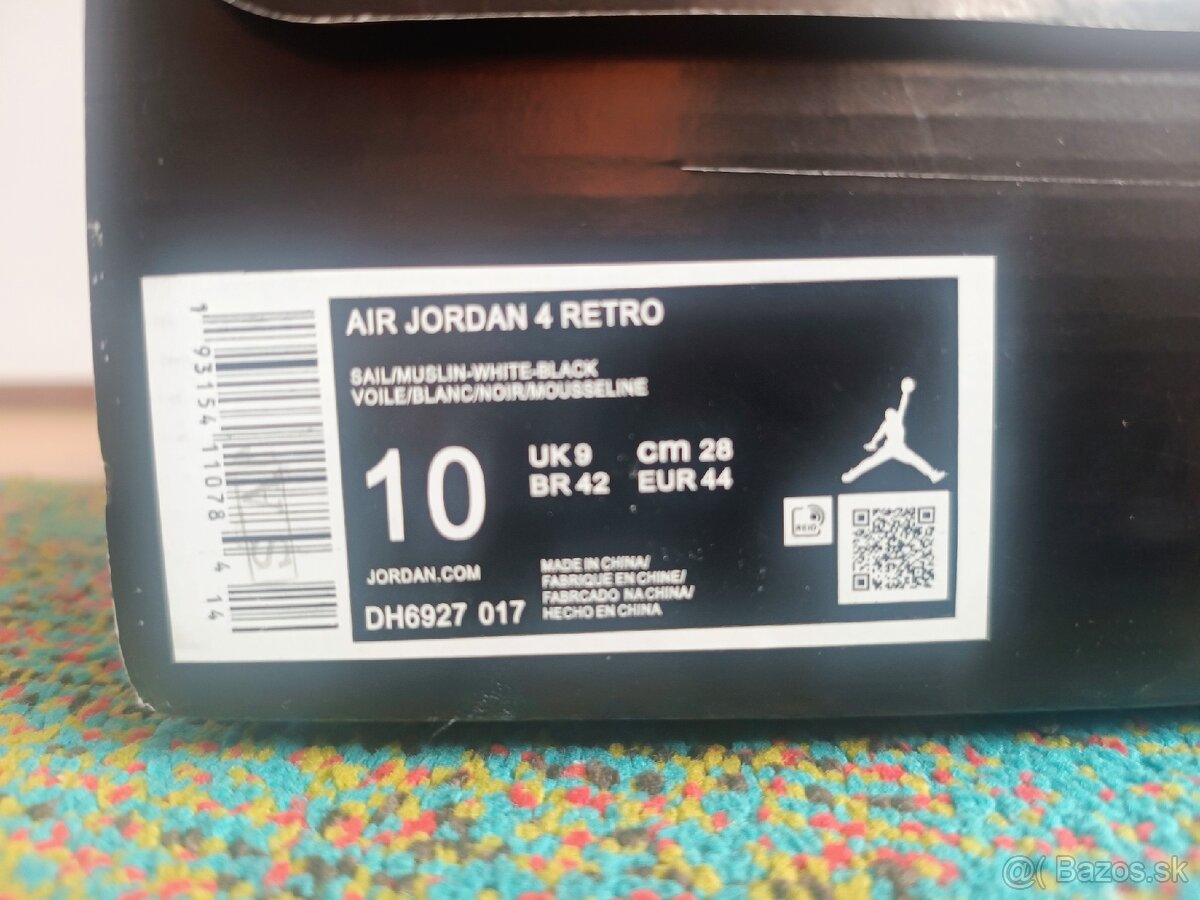 AIR JORDAN 4 RETRO
SAIL/MUSLIN-WHITE-BLACK
VOILE/BLANC/NOIR/MOUSSELINE
10
UK 9 cm 28
BR 42 EUR 44
JORDAN.COM
DH6927 017
MADE IN CHINA/
FABRIQUE EN CHINE/
FABRCADO NA CHINA/
HECHO EN CHINA
1 93154 11078 4 14
RFID
@( Bazos.sk